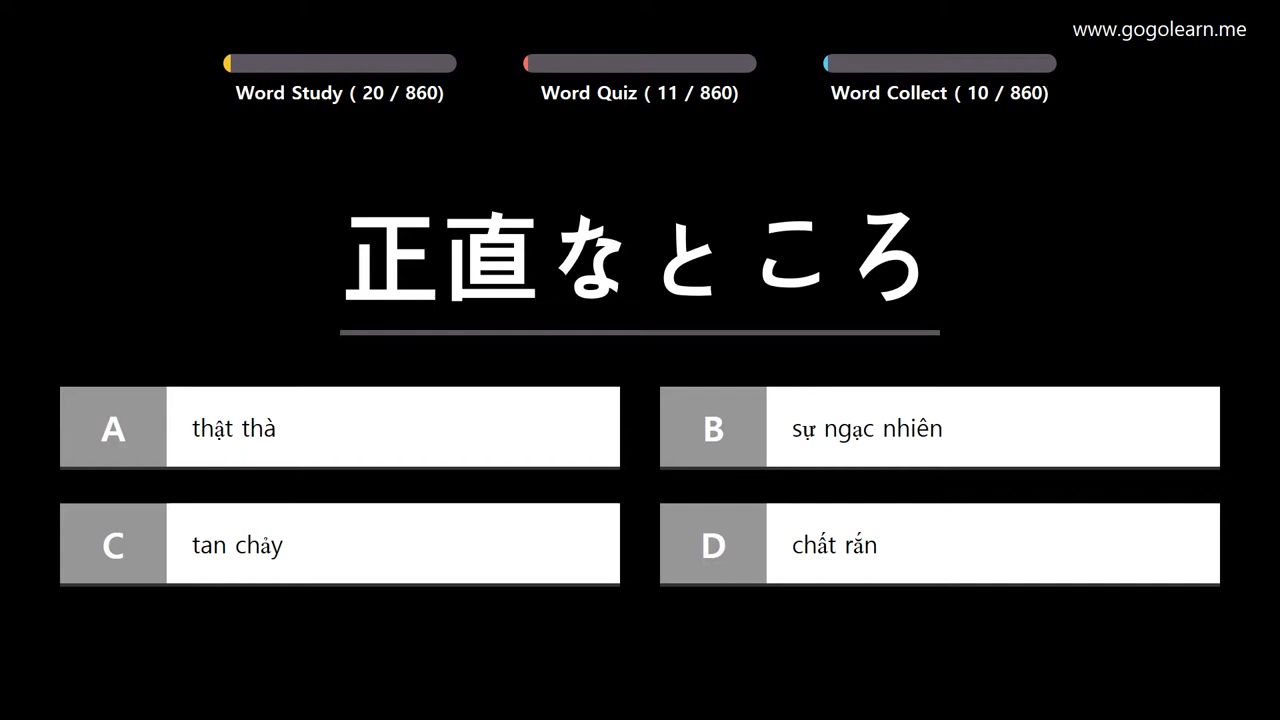 www.gogolearn.me
Word Study ( 20 / 860)
Word Quiz ( 11 / 860)
Word Collect ( 10 / 860)
正直なところ
A thật thà
B sự ngạc nhiên
C tan chảy
D chất rắn